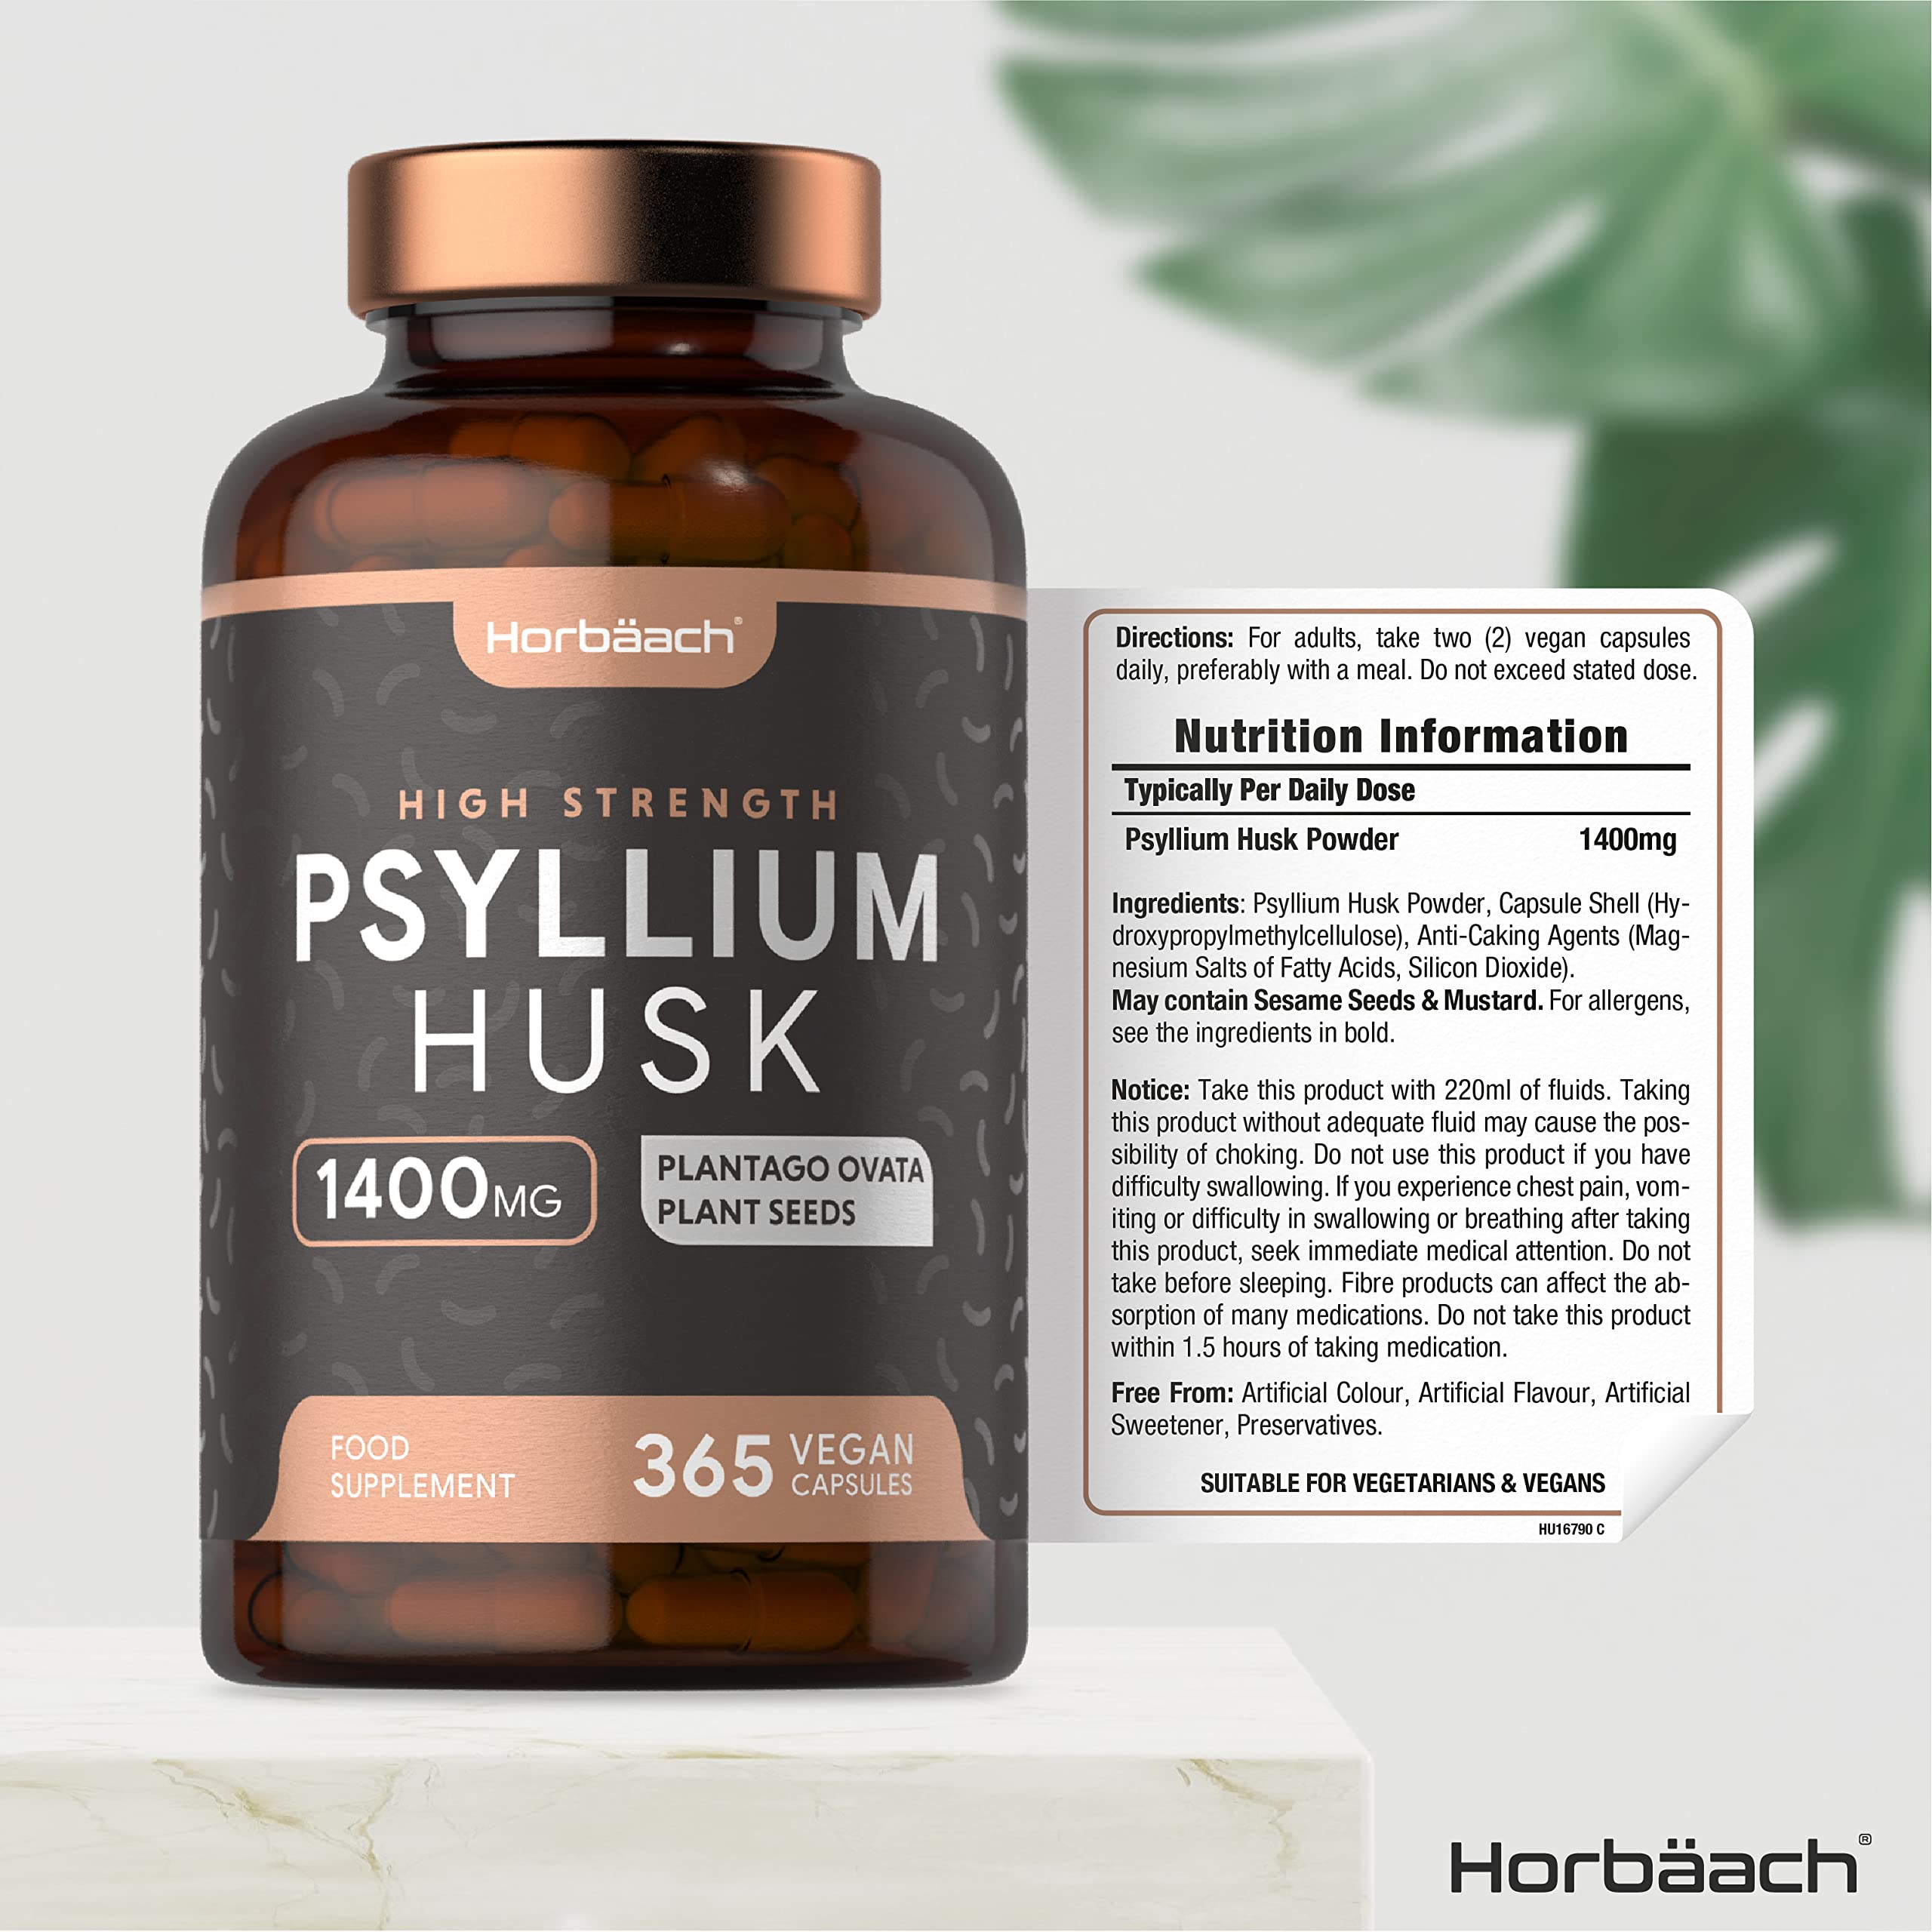 Horbäach®
HIGH STRENGTH
PSYLLIUM
HUSK
1400MG
PLANTAGO OVATA
PLANT SEEDS
FOOD
SUPPLEMENT
365 VEGAN
CAPSULES
Directions: For adults, take two (2) vegan capsules
daily, preferably with a meal. Do not exceed stated dose.
Nutrition Information
Typically Per Daily Dose
Psyllium Husk Powder 1400mg
Ingredients: Psyllium Husk Powder, Capsule Shell (Hy-
droxypropylmethylcellulose), Anti-Caking Agents (Mag-
nesium Salts of Fatty Acids, Silicon Dioxide).
May contain Sesame Seeds & Mustard. For allergens,
see the ingredients in bold.
Notice: Take this product with 220ml of fluids. Taking
this product without adequate fluid may cause the pos-
sibility of choking. Do not use this product if you have
difficulty swallowing. If you experience chest pain, vom-
iting or difficulty in swallowing or breathing after taking
this product, seek immediate medical attention. Do not
take before sleeping. Fibre products can affect the ab-
sorption of many medications. Do not take this product
within 1.5 hours of taking medication.
Free From: Artificial Colour, Artificial Flavour, Artificial
Sweetener, Preservatives.
SUITABLE FOR VEGETARIANS & VEGANS
HU16790 C
Horbäach®